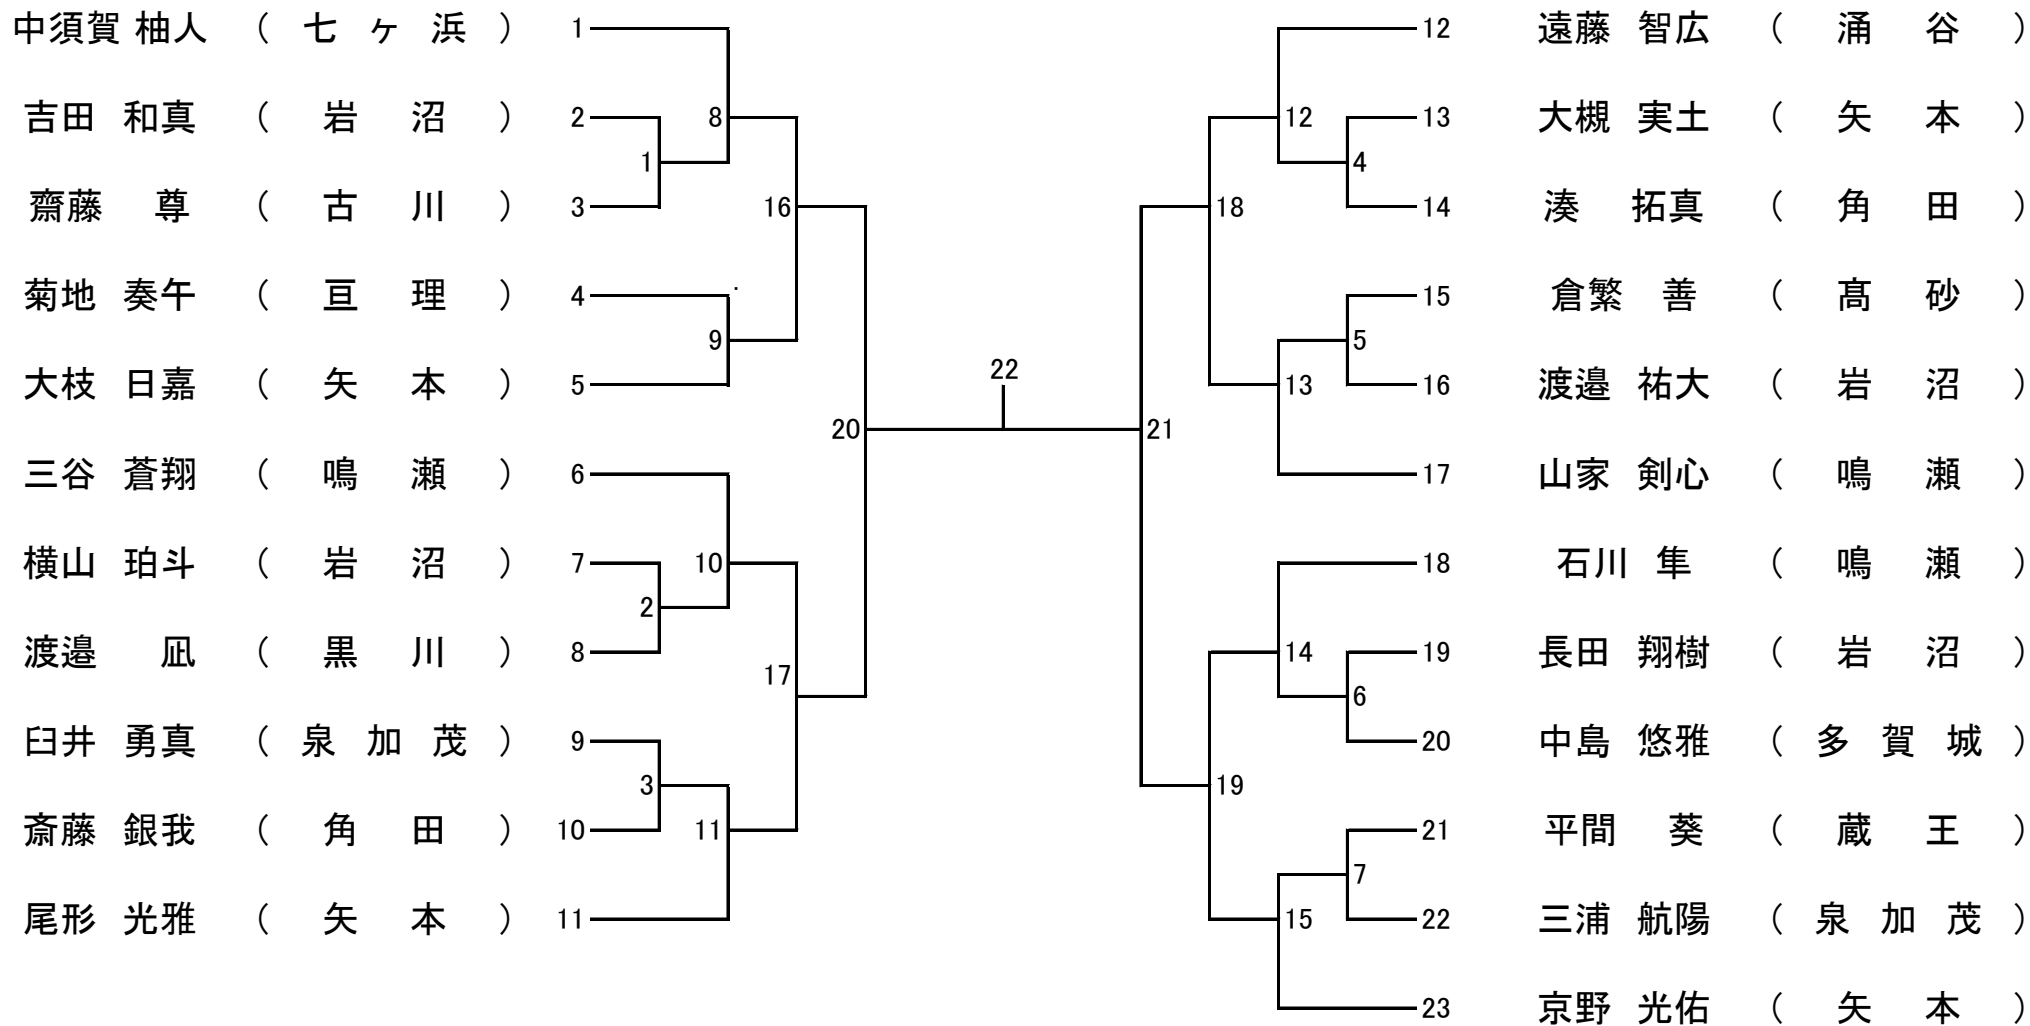 中須賀 柚人 （ 七 ヶ 浜 ） 1
吉田 和真 （ 岩 沼 ） 2
齋藤 尊 （ 古 川 ） 3
菊地 奏午 （ 亘 理 ） 4
大枝 日嘉 （ 矢 本 ） 5
三谷 蒼翔 （ 鳴 瀬 ） 6
横山 珀斗 （ 岩 沼 ） 7
渡邉 凪 （ 黒 川 ） 8
臼井 勇真 （ 泉 加 茂 ） 9
斎藤 銀我 （ 角 田 ） 10
尾形 光雅 （ 矢 本 ） 11
1
2
3
8
9
10
11
16
17
20
22
21
18
19
12
13
14
15
4
5
6
7
12 遠藤 智広 （ 涌 谷 ）
13 大槻 実土 （ 矢 本 ）
14 湊 拓真 （ 角 田 ）
15 倉繁 善 （ 髙 砂 ）
16 渡邉 祐大 （ 岩 沼 ）
17 山家 剣心 （ 鳴 瀬 ）
18 石川 隼 （ 鳴 瀬 ）
19 長田 翔樹 （ 岩 沼 ）
20 中島 悠雅 （ 多 賀 城 ）
21 平間 葵 （ 蔵 王 ）
22 三浦 航陽 （ 泉 加 茂 ）
23 京野 光佑 （ 矢 本 ）